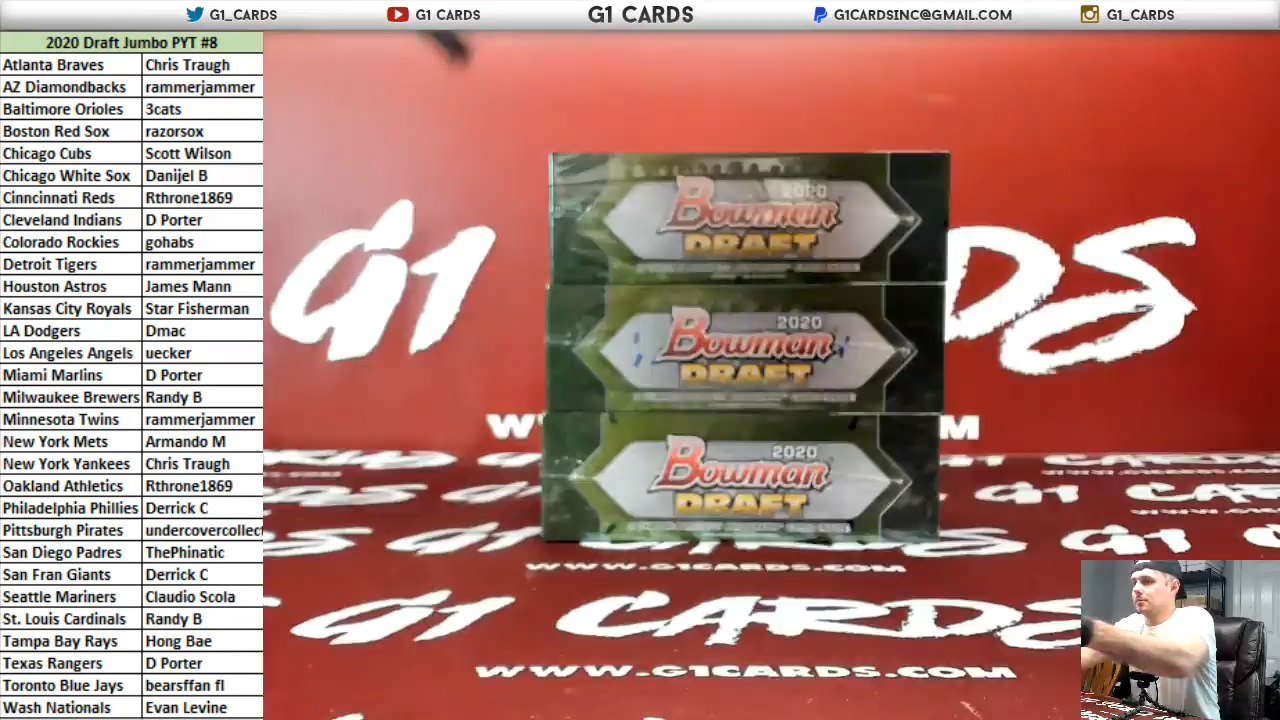 G1_CARDS
G1 CARDS
G1 CARDS
G1CARDSINC@GMAIL.COM
G1_CARDS
2020 Draft Jumbo PYT #8
Atlanta Braves Chris Traugh
AZ Diamondbacks rammerjammer
Baltimore Orioles 3cats
Boston Red Sox razorsox
Chicago Cubs Scott Wilson
Chicago White Sox Danijel B
Cinncinnati Reds Rthrone1869
Cleveland Indians D Porter
Colorado Rockies gohabs
Detroit Tigers rammerjammer
Houston Astros James Mann
Kansas City Royals Star Fisherman
LA Dodgers Dmac
Los Angeles Angels uecker
Miami Marlins D Porter
Milwaukee Brewers Randy B
Minnesota Twins rammerjammer
New York Mets Armando M
New York Yankees Chris Traugh
Oakland Athletics Rthrone1869
Philadelphia Phillies Derrick C
Pittsburgh Pirates undercovercollect
San Diego Padres ThePhinatic
San Fran Giants Derrick C
Seattle Mariners Claudio Scola
St. Louis Cardinals Randy B
Tampa Bay Rays Hong Bae
Texas Rangers D Porter
Toronto Blue Jays bearsffan fl
Wash Nationals Evan Levine
2020
Bowman
DRAFT
2020
Bowman
DRAFT
2020
Bowman
DRAFT
G1 CARDS
WWW.G1CARDS.COM
G1 CARDS
WWW.G1CARDS.COM